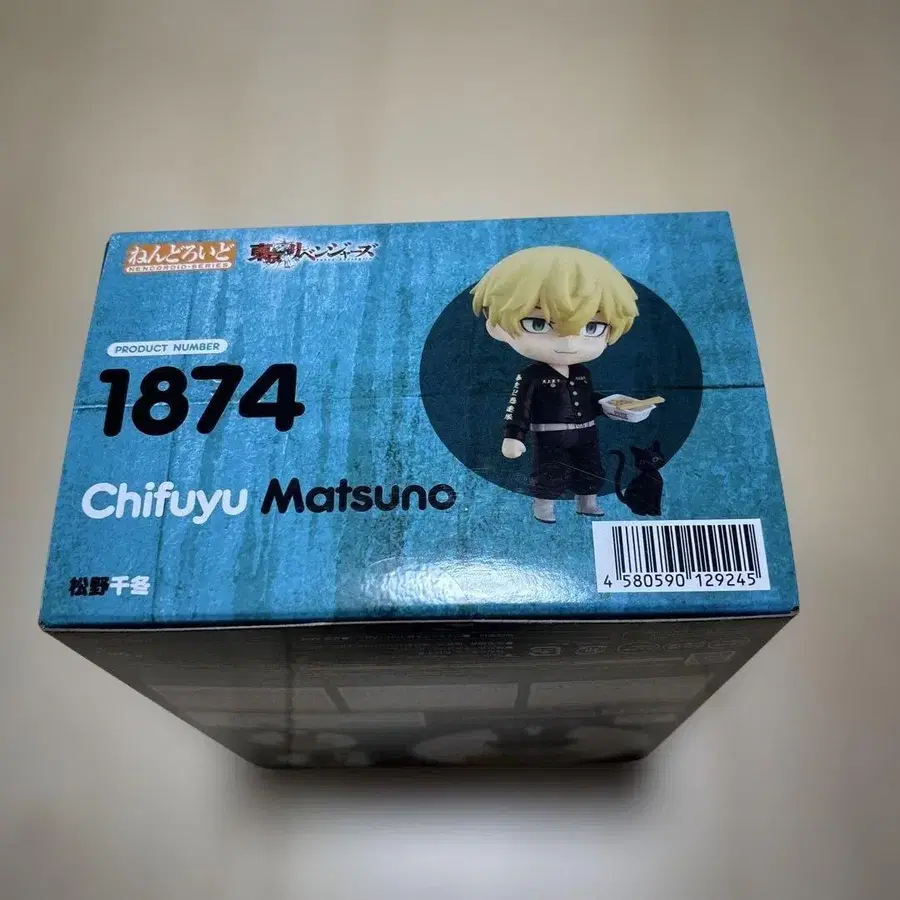 ねんどろいど
NENDOROID-SERIES
東京リベンジャーズ
PRODUCT NUMBER
1874
Chifuyu Matsuno
松野千冬
4 580590 129245